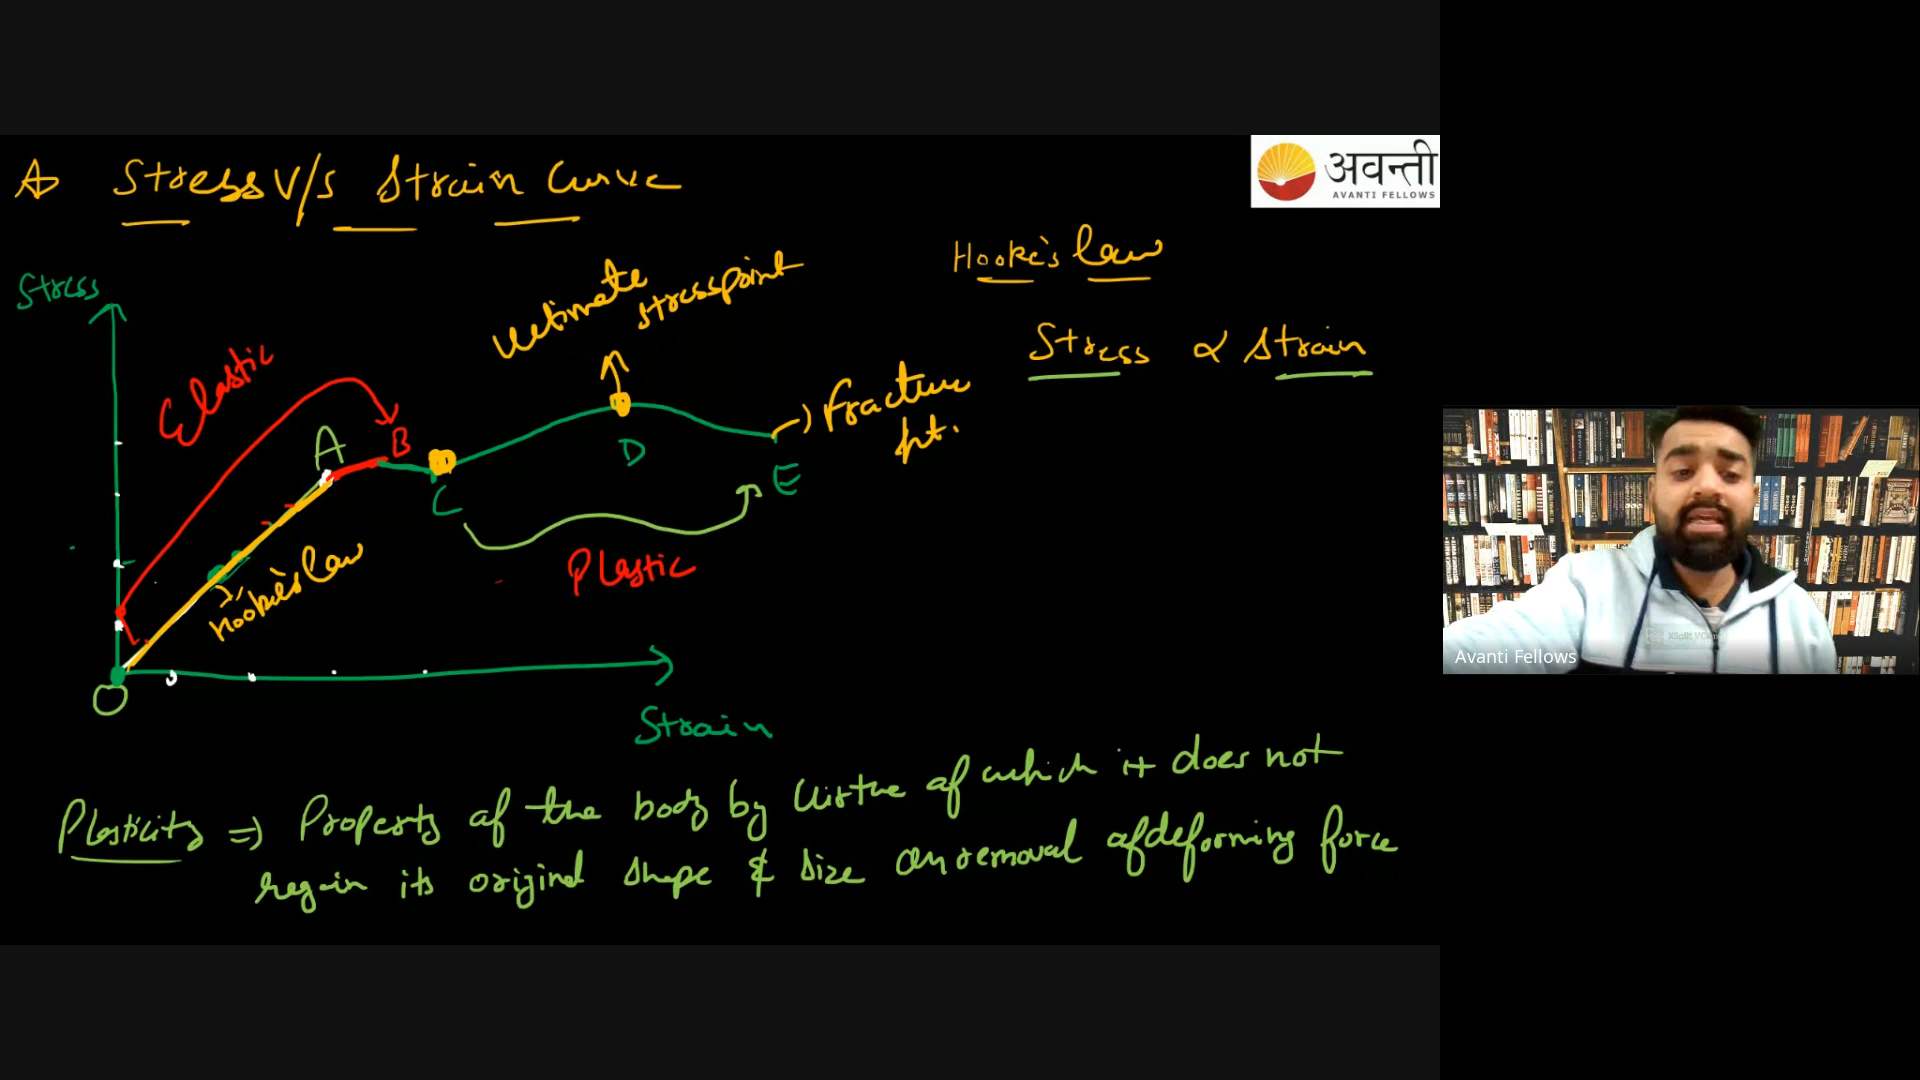 Stress v/s Strain Curve
अवन्ती
AVANTI FELLOWS
Hooke's law
Stress ∝ Strain
Stress
Ultimate
stress point
Elastic
A
B
C
D
E
Fracture
pt.
Hooke's law
Plastic
O
Strain
Plasticity ⇒ Property of the body by virtue of which it does not
regain its original shape & size on removal of deforming force
XSplit VCam
Avanti Fellows